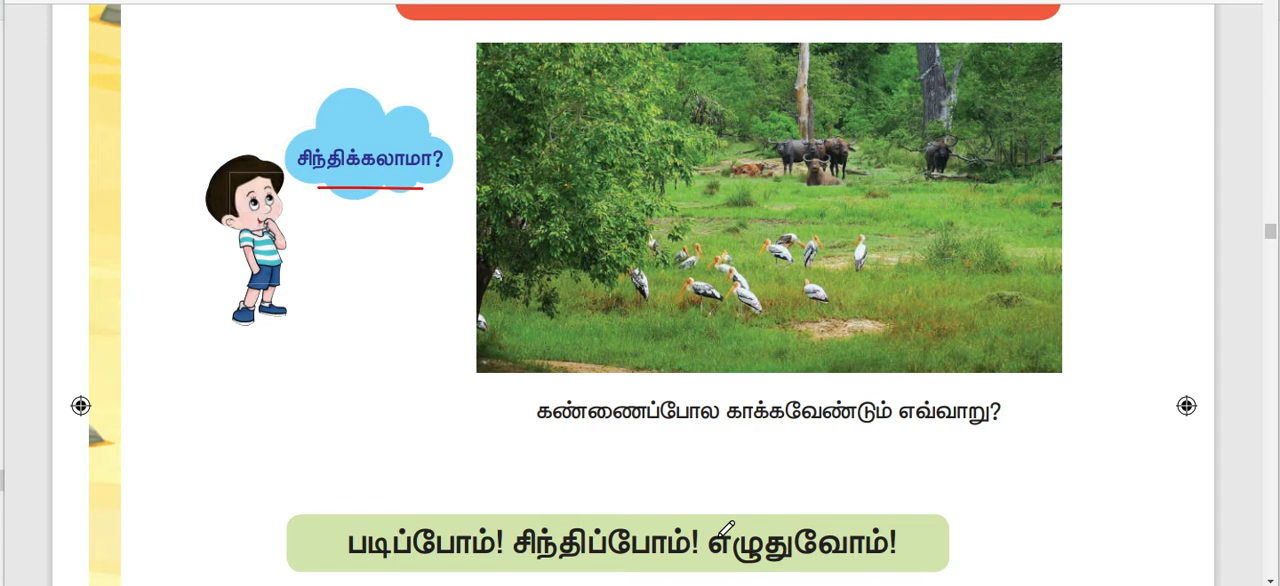 சிந்திக்கலாமா?
கண்ணைப்போல காக்கவேண்டும் எவ்வாறு?
படிப்போம்! சிந்திப்போம்! எழுதுவோம்!